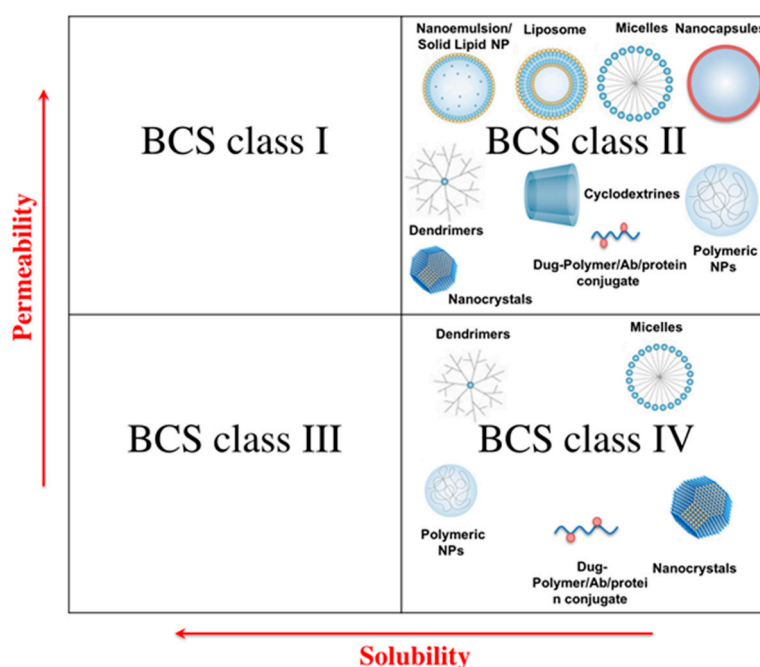 Nanoemulsion/
Solid Lipid NP
Liposome
Micelles
Nanocapsules
BCS class I
BCS class II
Cyclodextrines
Dendrimers
Dug-Polymer/Ab/protein
conjugate
Polymeric
NPs
Nanocrystals
Permeability
Dendrimers
Micelles
BCS class III
BCS class IV
Polymeric
NPs
Dug-
Polymer/Ab/protei
n conjugate
Nanocrystals
Solubility